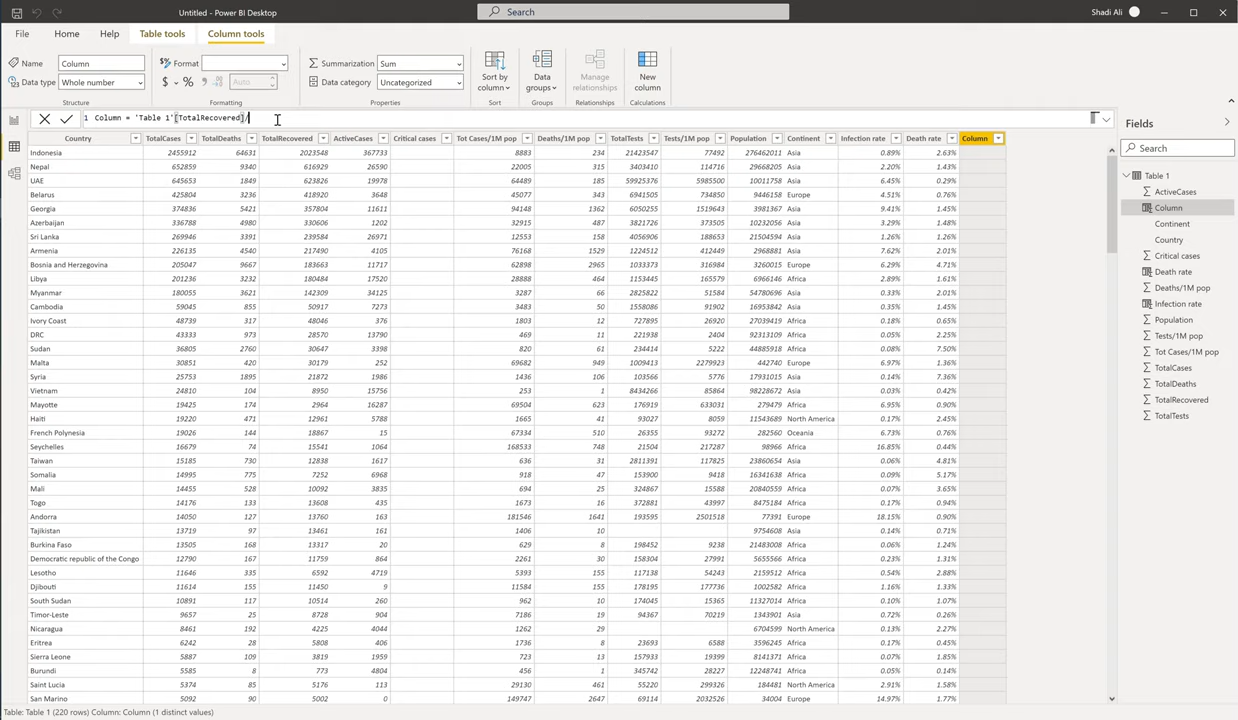 Untitled - Power BI Desktop
Search
Shadi Ali
File Home Help Table tools Column tools
Name Column
Data type Whole number
Structure
Format
$ % Auto
Formatting
Summarization Sum
Data category Uncategorized
Properties
Sort by column
Sort
Data groups
Groups
Manage relationships
Relationships
New column
Calculations
1 Column = 'Table 1'[TotalRecovered]/
Country TotalCases TotalDeaths TotalRecovered ActiveCases Critical cases Tot Cases/1M pop Deaths/1M pop TotalTests Tests/1M pop Population Continent Infection rate Death rate Column
Indonesia 2455912 64631 2023548 367733 8883 234 21423547 77492 276462011 Asia 0.89% 2.63%
Nepal 652859 9340 616929 26590 22005 315 3403410 114716 29668205 Asia 2.20% 1.43%
UAE 645653 1849 623826 19978 64489 185 59925376 5985500 10011758 Asia 6.45% 0.29%
Belarus 425804 3236 418920 3648 45077 343 6941505 734850 9446158 Europe 4.51% 0.76%
Georgia 374836 5421 357804 11611 94148 1362 6050255 1519643 3981367 Asia 9.41% 1.45%
Azerbaijan 336788 4980 330606 1202 32915 487 3821726 373505 10232056 Asia 3.29% 1.48%
Sri Lanka 269946 3391 239584 26971 12553 158 4056906 188653 21504594 Asia 1.26% 1.26%
Armenia 226135 4540 217490 4105 76168 1529 1224512 412449 2968881 Asia 7.62% 2.01%
Bosnia and Herzegovina 205047 9667 183663 11717 62898 2965 1033373 316984 3260015 Europe 6.29% 4.71%
Libya 201236 3232 180484 17520 28888 464 1153445 165579 6966146 Africa 2.89% 1.61%
Myanmar 180055 3621 142309 34125 3287 66 2825822 51584 54780696 Asia 0.33% 2.01%
Cambodia 59045 855 50917 7273 3483 50 1558086 91902 16953842 Asia 0.35% 1.45%
Ivory Coast 48739 317 48046 376 1803 12 727895 26920 27039419 Africa 0.18% 0.65%
DRC 43333 973 28570 13790 469 11 221938 2404 92313109 Africa 0.05% 2.25%
Sudan 36805 2760 30647 3398 820 61 234414 5222 44885918 Africa 0.08% 7.50%
Malta 30851 420 30179 252 69682 949 1009413 2279923 442740 Europe 6.97% 1.36%
Syria 25753 1895 21872 1986 1436 106 103566 5776 17931015 Asia 0.14% 7.36%
Vietnam 24810 104 8950 15756 253 1 8434266 85864 98228672 Asia 0.03% 0.42%
Mayotte 19425 174 2964 16287 69504 623 176919 633031 279479 Africa 6.95% 0.90%
Haiti 19220 471 12961 5788 1665 41 93027 8059 11543689 North America 0.17% 2.45%
French Polynesia 19026 144 18867 15 67334 510 26355 93272 282560 Oceania 6.73% 0.76%
Seychelles 16679 74 15541 1064 168533 748 21504 217287 98966 Africa 16.85% 0.44%
Taiwan 15185 730 12838 1617 636 31 2811391 117825 23860654 Asia 0.06% 4.81%
Somalia 14995 775 7252 6968 918 47 153900 9418 16341638 Africa 0.09% 5.17%
Mali 14455 528 10092 3835 694 25 324867 15588 20840559 Africa 0.07% 3.65%
Togo 14176 133 13608 435 1673 16 372881 43997 8475184 Africa 0.17% 0.94%
Andorra 14050 127 13760 163 181546 1641 193595 2501518 77391 Europe 18.15% 0.90%
Tajikistan 13719 97 13461 161 1406 10 9754608 Asia 0.14% 0.71%
Burkina Faso 13505 168 13317 20 629 8 198452 9238 21483008 Africa 0.06% 1.24%
Democratic republic of the Congo 12790 167 11759 864 2261 30 158304 27991 5655566 Africa 0.23% 1.31%
Lesotho 11646 335 6592 4719 5393 155 117138 54243 2159512 Africa 0.54% 2.88%
Djibouti 11614 155 11450 9 11584 155 178195 177736 1002582 Africa 1.16% 1.33%
South Sudan 10891 117 10514 260 962 10 174045 15365 11327014 Africa 0.10% 1.07%
Timor-Leste 9657 25 8728 904 7186 19 94367 70219 1343901 Asia 0.72% 0.26%
Nicaragua 8461 192 4225 4044 1262 29 6704599 North America 0.13% 2.27%
Eritrea 6242 28 5808 406 1736 8 23693 6588 3596245 Africa 0.17% 0.45%
Sierra Leone 5887 109 3819 1959 723 13 157799 19399 8141371 Africa 0.07% 1.85%
Burundi 5585 8 773 4804 456 1 345742 28227 12248741 Africa 0.05% 0.14%
Saint Lucia 5374 85 5176 113 29130 461 55220 299326 184481 North America 2.91% 1.58%
San Marino 5092 90 5002 0 149747 2647 69114 2032526 34004 Europe 14.97% 1.77%
Fields
Search
Table 1
ActiveCases
Column
Continent
Country
Critical cases
Death rate
Deaths/1M pop
Infection rate
Population
Tests/1M pop
Tot Cases/1M pop
TotalCases
TotalDeaths
TotalRecovered
TotalTests
Table: Table 1 (220 rows) Column: Column (1 distinct values)